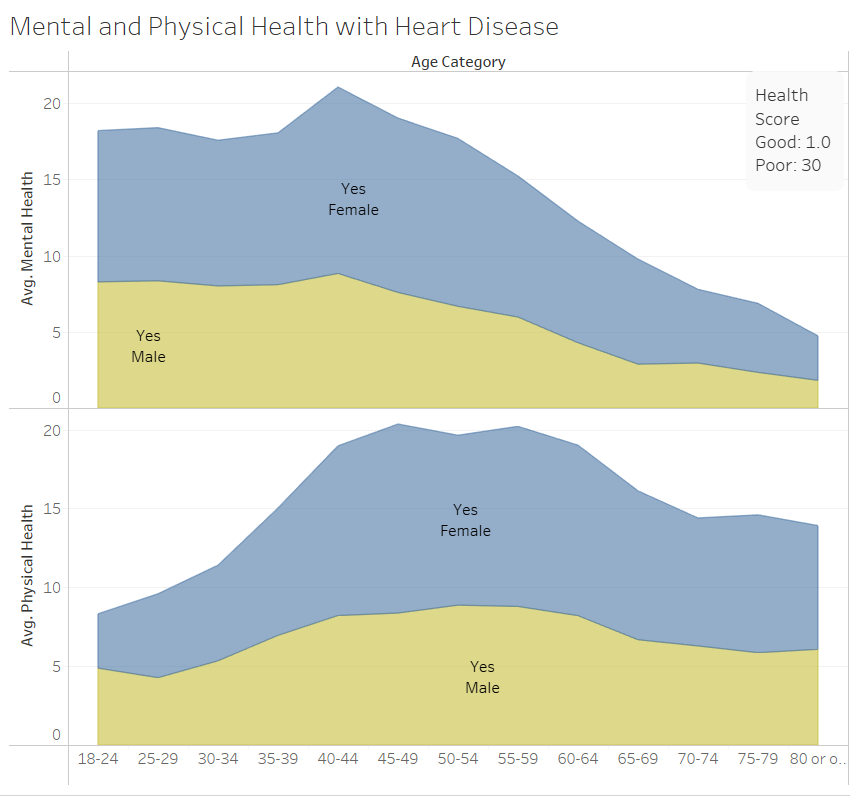 Mental and Physical Health with Heart Disease
Age Category
Health
Score
Good: 1.0
Poor: 30
Avg. Mental Health
20
15
10
5
0
Yes
Female
Yes
Male
Avg. Physical Health
20
15
10
5
0
Yes
Female
Yes
Male
18-24 25-29 30-34 35-39 40-44 45-49 50-54 55-59 60-64 65-69 70-74 75-79 80 or o..